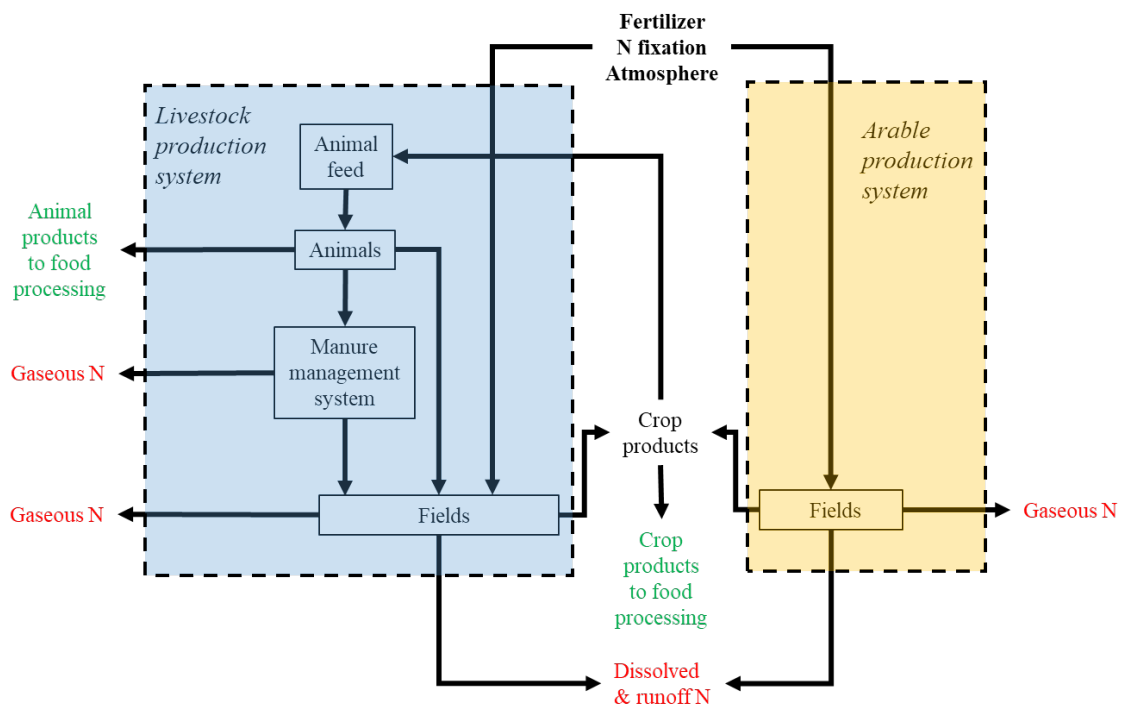 Fertilizer
N fixation
Atmosphere
Livestock
production
system
Animal
feed
Arable
production
system
Animal
products
to food
processing
Animals
Gaseous N
Manure
management
system
Crop
products
Gaseous N
Fields
Fields
Gaseous N
Crop
products
to food
processing
Dissolved
& runoff N